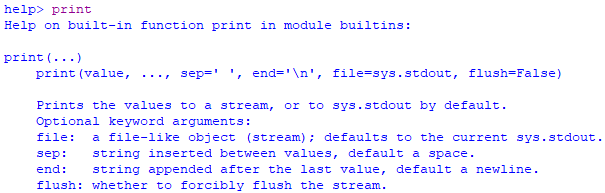 help> print
Help on built-in function print in module builtins:

print(...)
    print(value, ..., sep=' ', end='\n', file=sys.stdout, flush=False)

    Prints the values to a stream, or to sys.stdout by default.
    Optional keyword arguments:
    file:  a file-like object (stream); defaults to the current sys.stdout.
    sep:   string inserted between values, default a space.
    end:   string appended after the last value, default a newline.
    flush: whether to forcibly flush the stream.